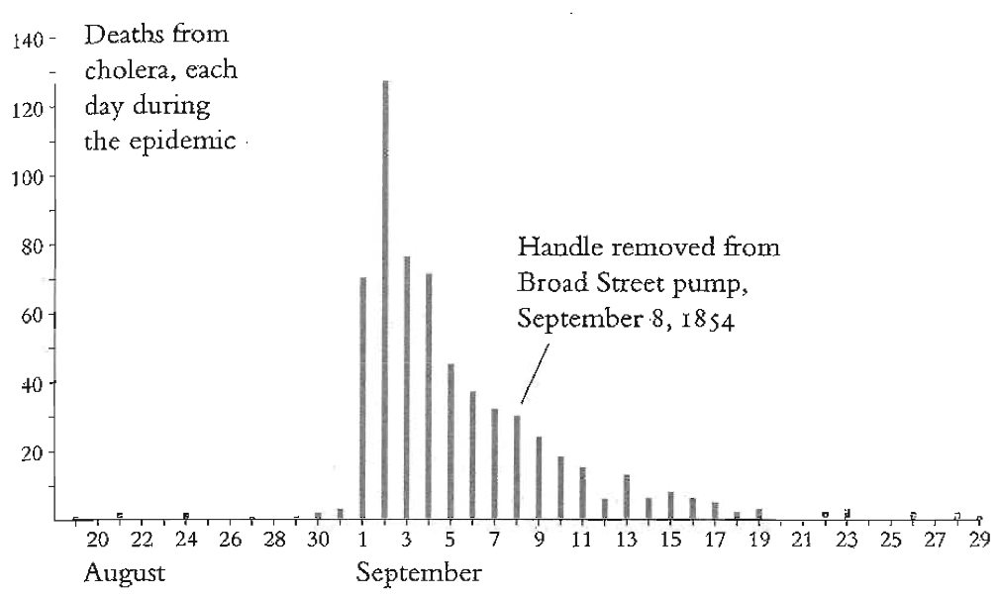 Deaths from
cholera, each
day during
the epidemic
140
120
100
80
60
40
20
Handle removed from
Broad Street pump,
September 8, 1854
20 22 24 26 28 30 1 3 5 7 9 11 13 15 17 19 21 23 25 27 29
August September